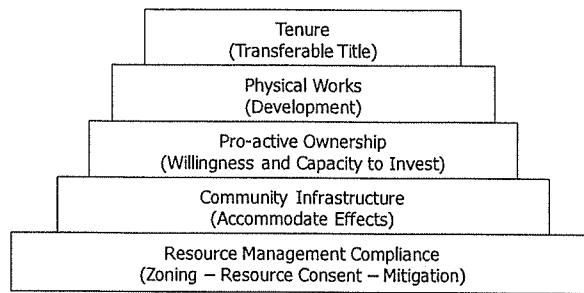 Tenure
(Transferable Title)
Physical Works
(Development)
Pro-active Ownership
(Willingness and Capacity to Invest)
Community Infrastructure
(Accommodate Effects)
Resource Management Compliance
(Zoning – Resource Consent – Mitigation)